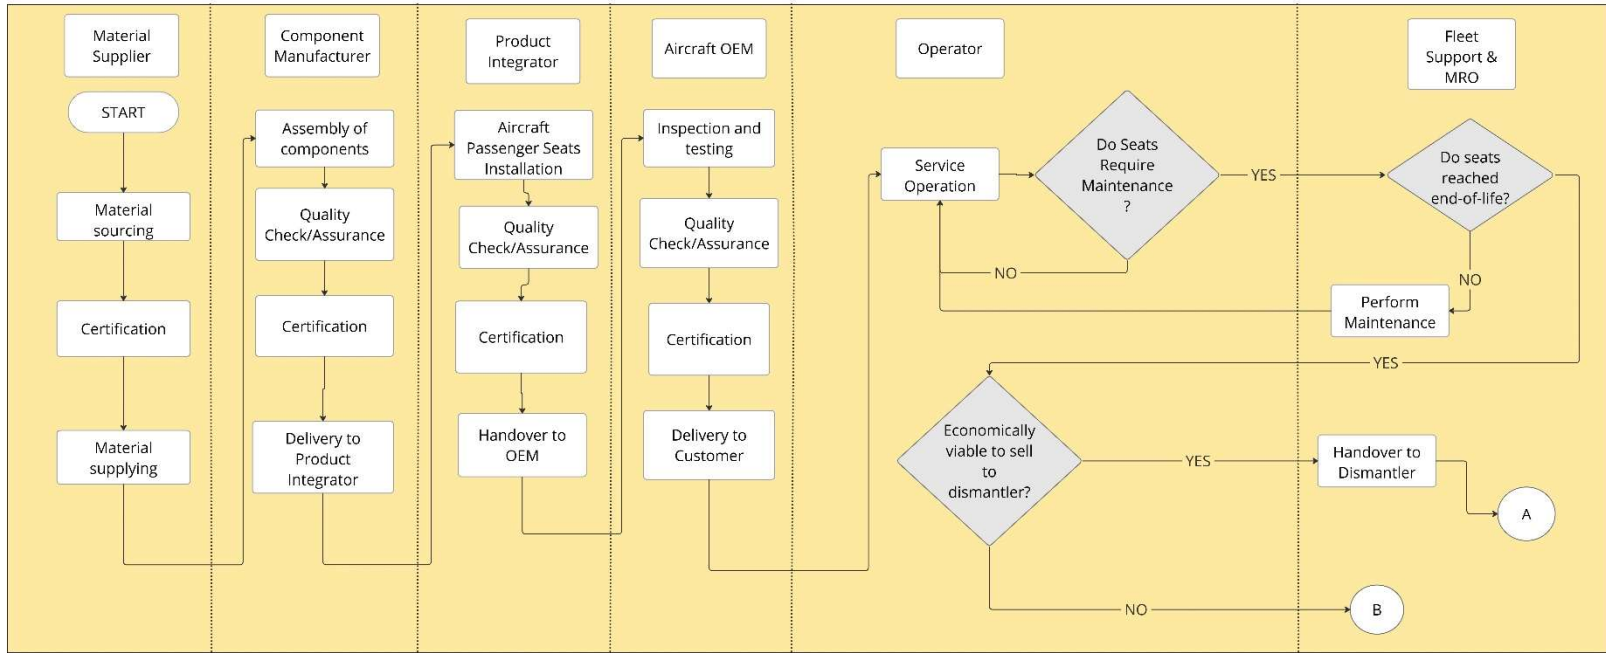 Material
Supplier
START
Material
sourcing
Certification
Material
supplying
Component
Manufacturer
Assembly of
components
Quality
Check/Assurance
Certification
Delivery to
Product
Integrator
Product
Integrator
Aircraft
Passenger Seats
Installation
Quality
Check/Assurance
Certification
Handover to
OEM
Aircraft OEM
Inspection and
testing
Quality
Check/Assurance
Certification
Delivery to
Customer
Operator
Service
Operation
Do Seats
Require
Maintenance
?
YES
NO
Economically
viable to sell
to
dismantler?
YES
NO
Fleet
Support &
MRO
Do seats
reached
end-of-life?
NO
Perform
Maintenance
YES
Handover to
Dismantler
A
B